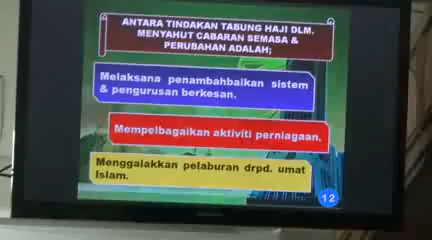 ANTARA TINDAKAN TABUNG HAJI DLM.
MENYAHUT CABARAN SEMASA &
PERUBAHAN ADALAH;
Melaksana penambahbaikan sistem
& pengurusan berkesan.
Mempelbagaikan aktiviti perniagaan.
Menggalakkan pelaburan drpd. umat
Islam.
12